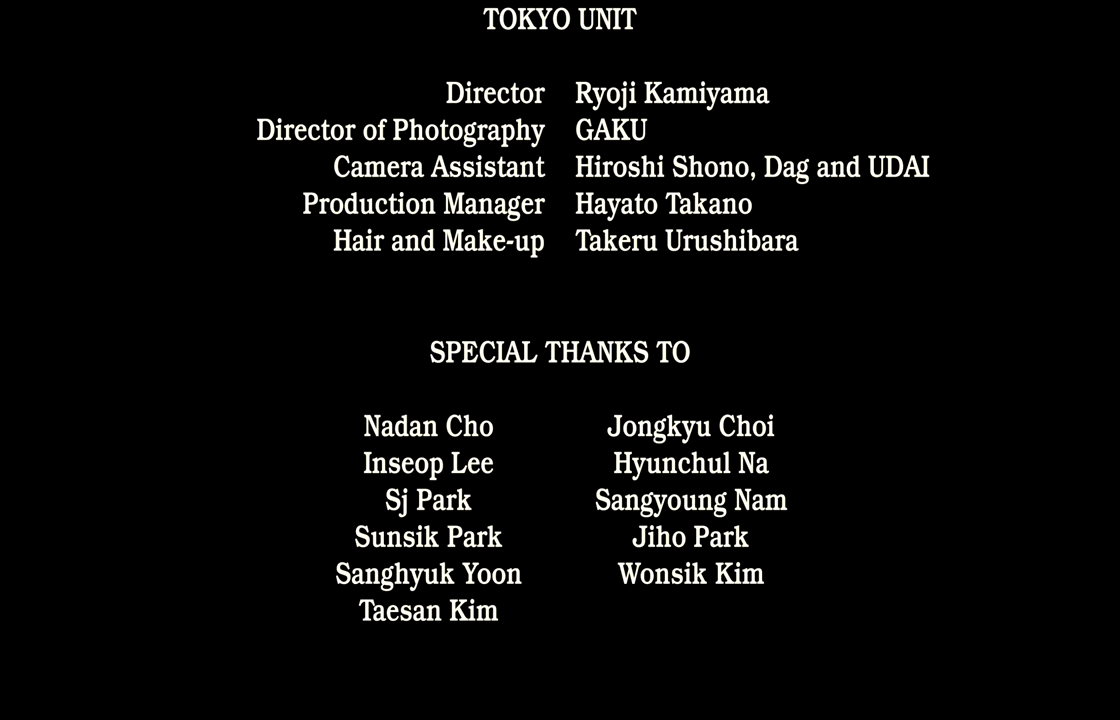 TOKYO UNIT
Director Ryoji Kamiyama
Director of Photography GAKU
Camera Assistant Hiroshi Shono, Dag and UDAI
Production Manager Hayato Takano
Hair and Make-up Takeru Urushibara
SPECIAL THANKS TO
Nadan Cho Jongkyu Choi
Inseop Lee Hyunchul Na
Sj Park Sangyoung Nam
Sunsik Park Jiho Park
Sanghyuk Yoon Wonsik Kim
Taesan Kim